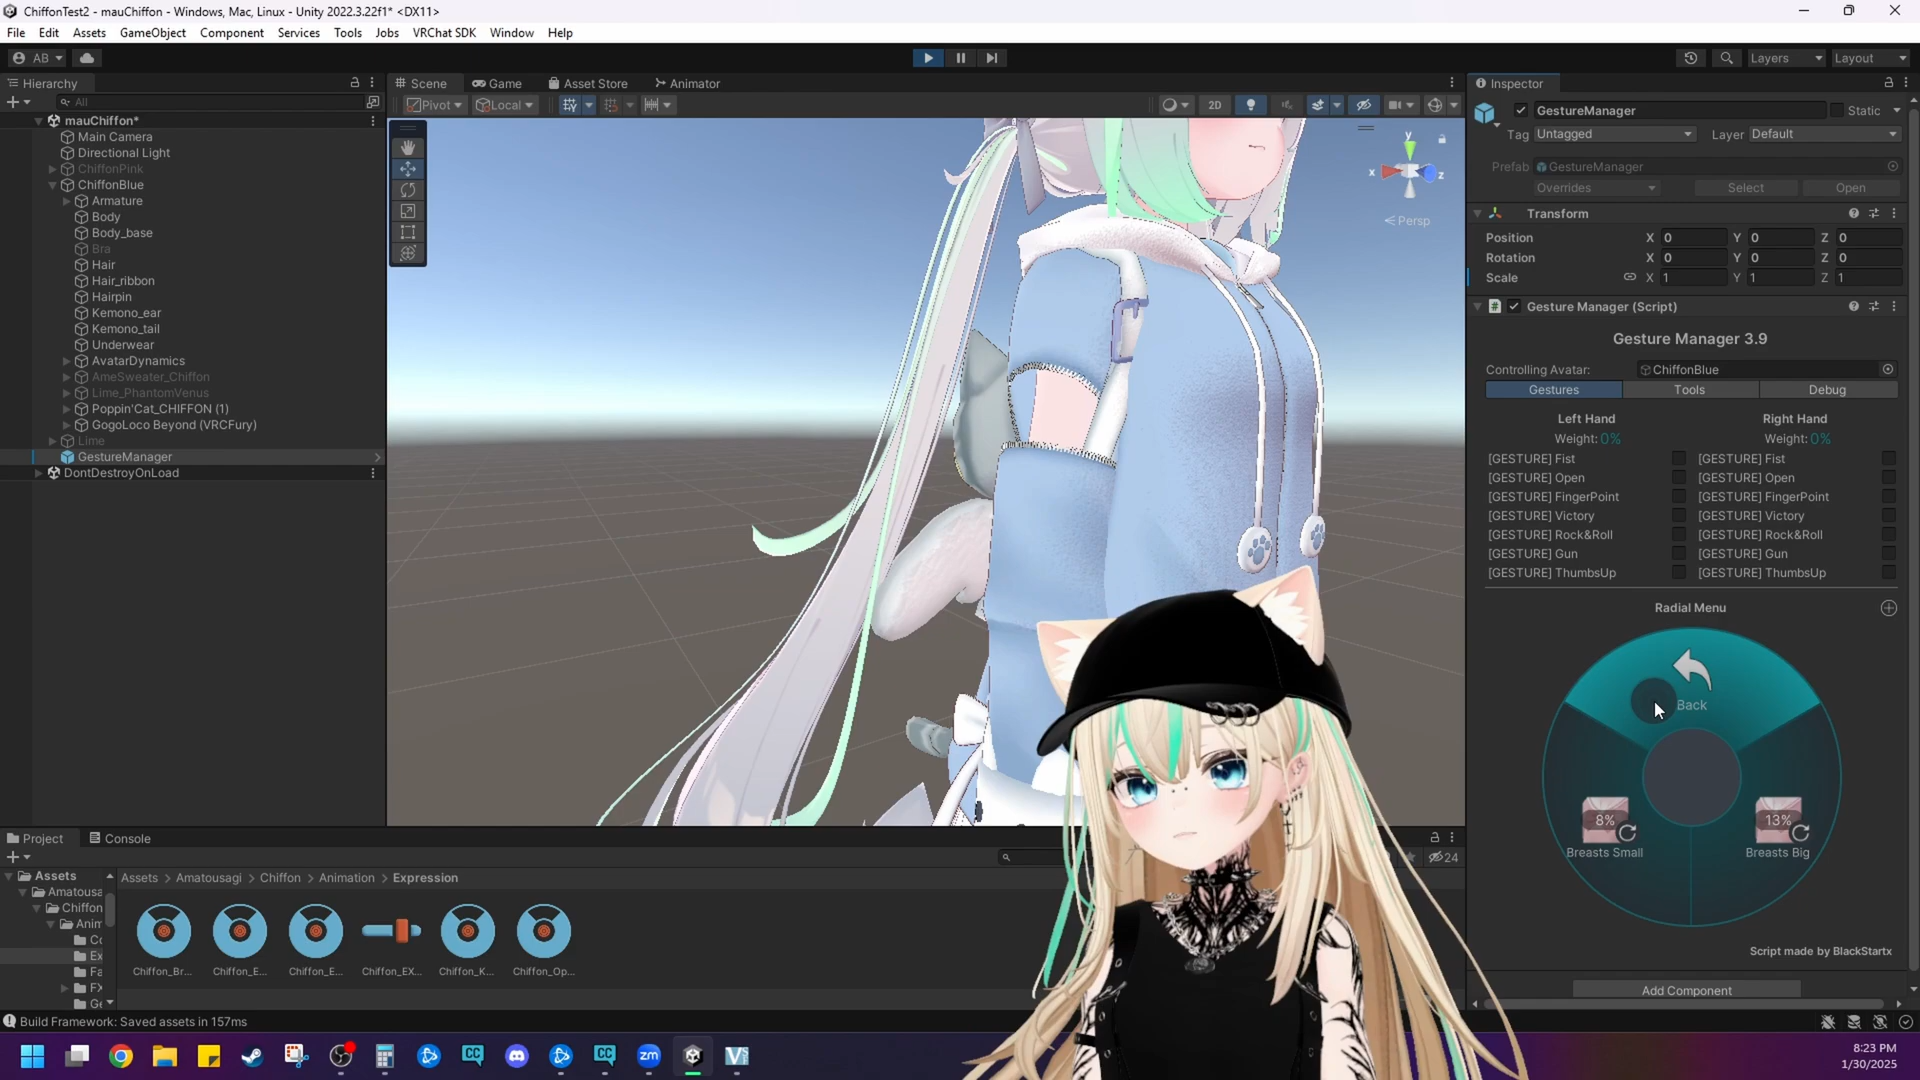 ChiffonTest2 - mauChiffon - Windows, Mac, Linux - Unity 2022.3.22f1* <DX11>
File Edit Assets GameObject Component Services Tools Jobs VRChat SDK Window Help
AB
Layers
Layout
Hierarchy
All
mauChiffon*
Main Camera
Directional Light
ChiffonPink
ChiffonBlue
Armature
Body
Body_base
Bra
Hair
Hair_ribbon
Hairpin
Kemono_ear
Kemono_tail
Underwear
AvatarDynamics
AmeSweater_Chiffon
Lime_PhantomVenus
Poppin'Cat_CHIFFON (1)
GogoLoco Beyond (VRCFury)
Lime
GestureManager
DontDestroyOnLoad
Scene Game Asset Store Animator
Pivot Local 2D
y
x z
Persp
Inspector
GestureManager Static
Tag Untagged Layer Default
Prefab GestureManager
Overrides Select Open
Transform
Position X 0 Y 0 Z 0
Rotation X 0 Y 0 Z 0
Scale X 1 Y 1 Z 1
Gesture Manager (Script)
Gesture Manager 3.9
Controlling Avatar: ChiffonBlue
Gestures Tools Debug
Left Hand Right Hand
Weight: 0% Weight: 0%
[GESTURE] Fist [GESTURE] Fist
[GESTURE] Open [GESTURE] Open
[GESTURE] FingerPoint [GESTURE] FingerPoint
[GESTURE] Victory [GESTURE] Victory
[GESTURE] Rock&Roll [GESTURE] Rock&Roll
[GESTURE] Gun [GESTURE] Gun
[GESTURE] ThumbsUp [GESTURE] ThumbsUp
Radial Menu
Back
8% 13%
Breasts Small Breasts Big
Script made by BlackStartx
Add Component
Project Console
24
Assets
Amatousa
Chiffon
Anim
Co
Ex
Fa
FX
Ge
Assets > Amatousagi > Chiffon > Animation > Expression
Chiffon_Br... Chiffon_E... Chiffon_E... Chiffon_EX... Chiffon_K... Chiffon_Op...
Build Framework: Saved assets in 157ms
CC CC zm
8:23 PM
1/30/2025